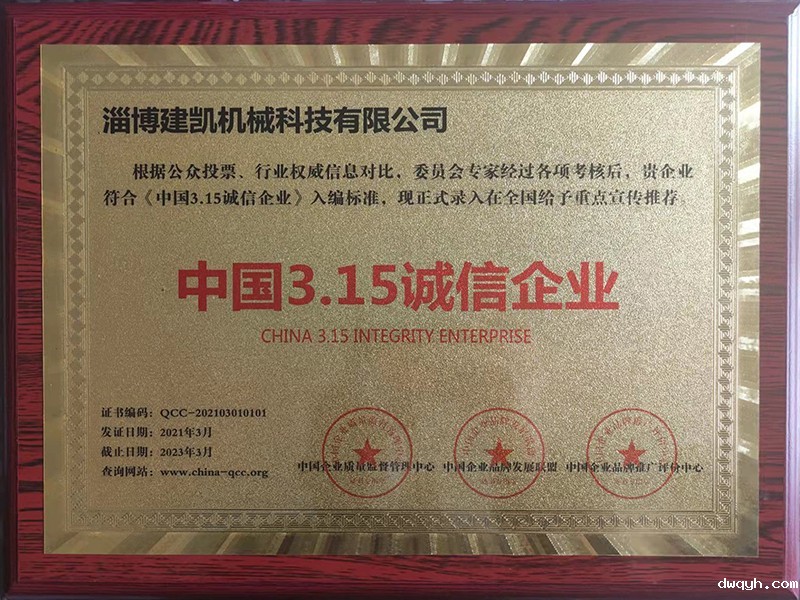 淄博建凯机械科技有限公司
根据公众投票、行业权威信息对比，委员会专家经过各项考核后，贵企业
符合《中国3.15诚信企业》入编标准，现正式录入在全国给予重点宣传推荐。
中国3.15诚信企业
CHINA 3.15 INTEGRITY ENTERPRISE
证书编码：QCC-202103010101
发证日期：2021年3月
截止日期：2023年3月
查询网站：www.china-qcc.org
中国企业质量监督管理中心 中国企业品牌发展联盟 中国企业品牌推广评价中心
dwqyh.com